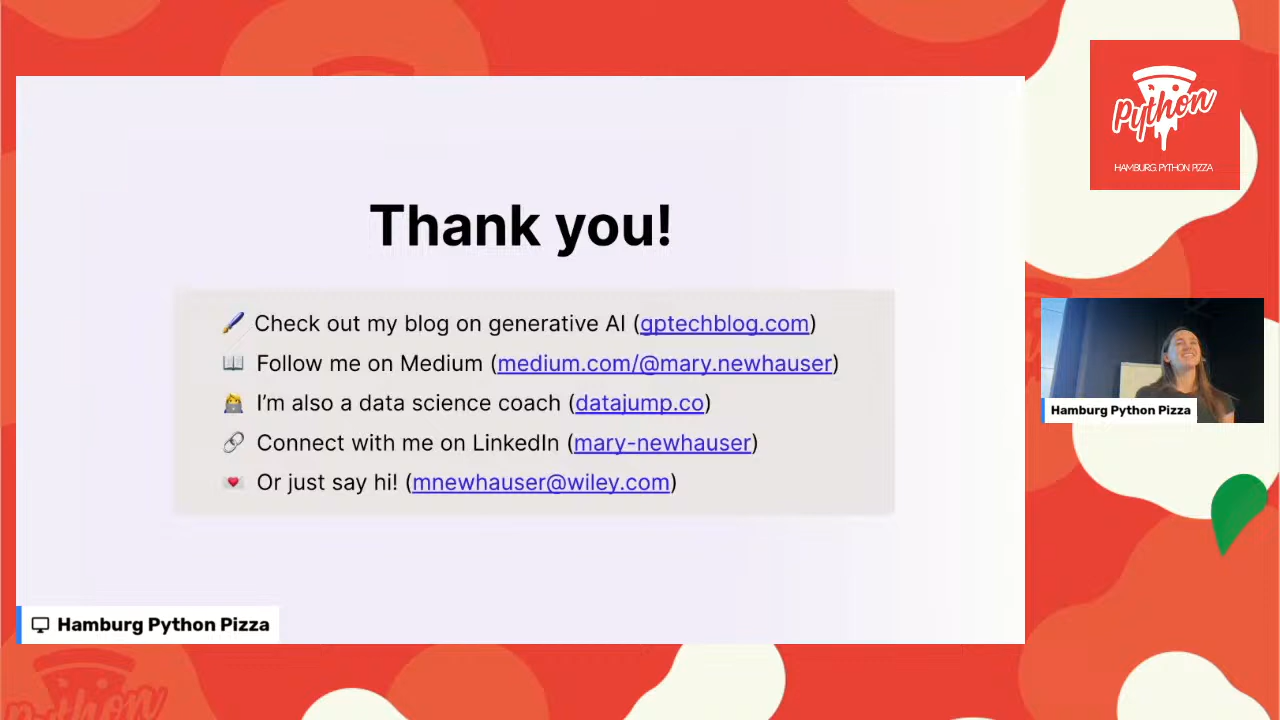 Thank you!
Check out my blog on generative AI (gptechblog.com)
Follow me on Medium (medium.com/@mary.newhauser)
I’m also a data science coach (datajump.co)
Connect with me on LinkedIn (mary-newhauser)
Or just say hi! (mnewhauser@wiley.com)
Hamburg Python Pizza
Python
HAMBURG PYTHON PIZZA
Hamburg Python Pizza
Python